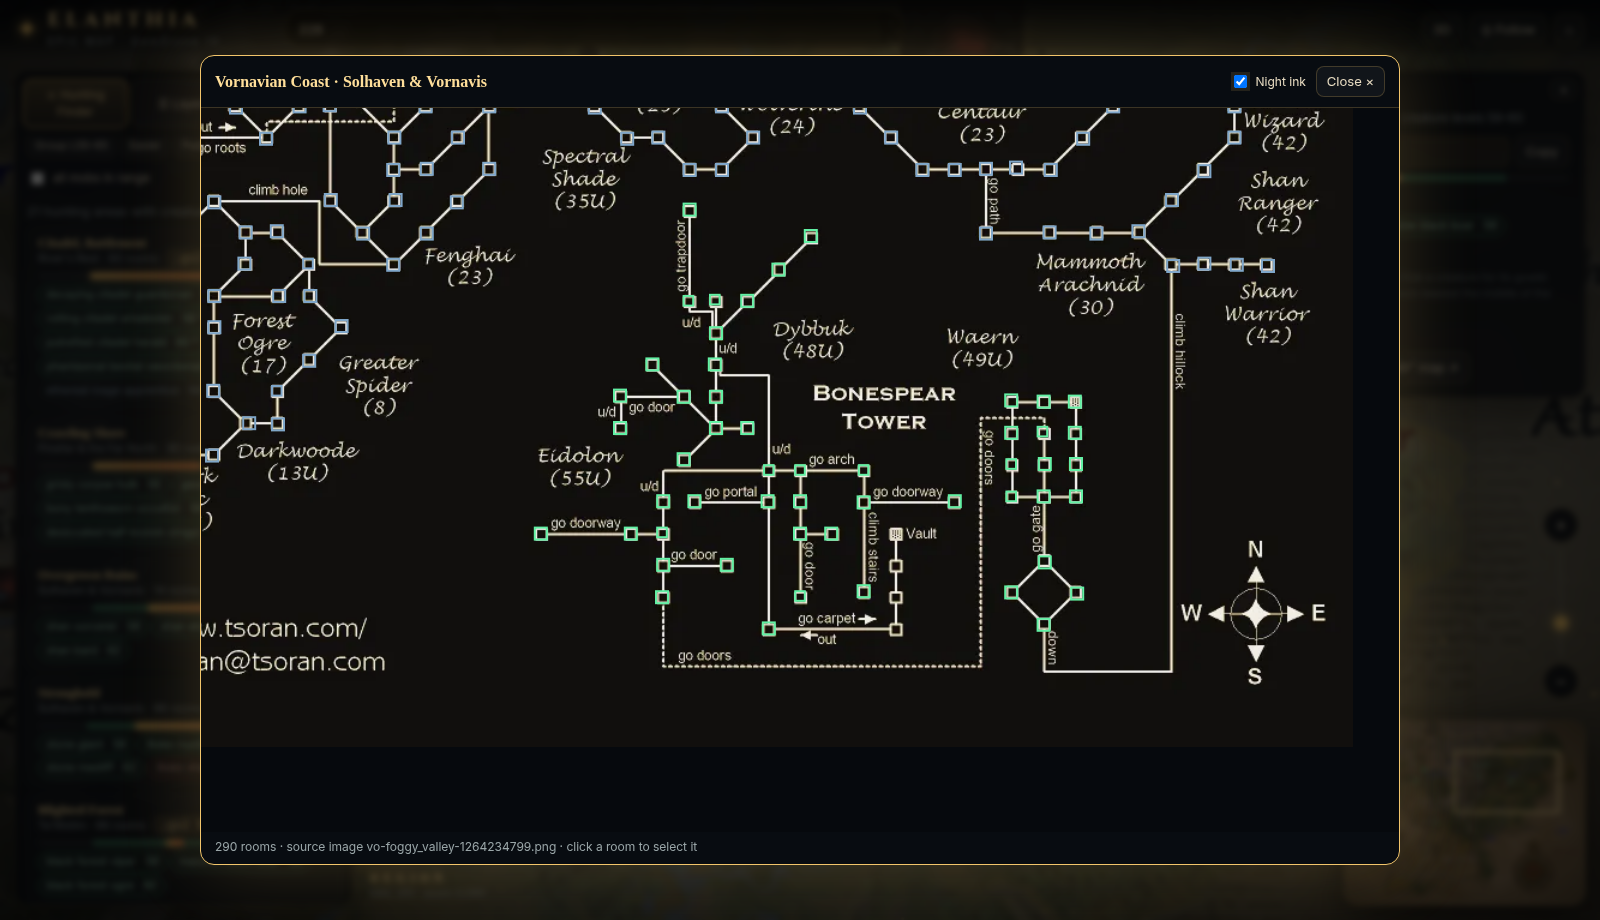 ELANTHIA
Vornavian Coast · Solhaven & Vornavis
Night ink
Close ×
ut
go roots
climb hole
Spectral
Shade
(35U)
(24)
Centaur
(23)
Wizard
(42)
Shan
Ranger
(42)
go path
Fenghai
(23)
go trapdoor
Mammoth
Arachnid
(30)
Shan
Warrior
(42)
Forest
Ogre
(17)
Greater
Spider
(8)
u/d
u/d
Dybbuk
(48U)
Waern
(49U)
climb hillock
BONESPEAR
TOWER
u/d
go door
Darkwoode
(13U)
Eidolon
(55U)
u/d
go arch
go doors
u/d
go portal
go doorway
go doorway
climb stairs
Vault
go gate
go door
go door
go carpet
out
down
go doors
w.tsoran.com/
an@tsoran.com
N
W
E
S
290 rooms · source image vo-foggy_valley-1264234799.png · click a room to select it